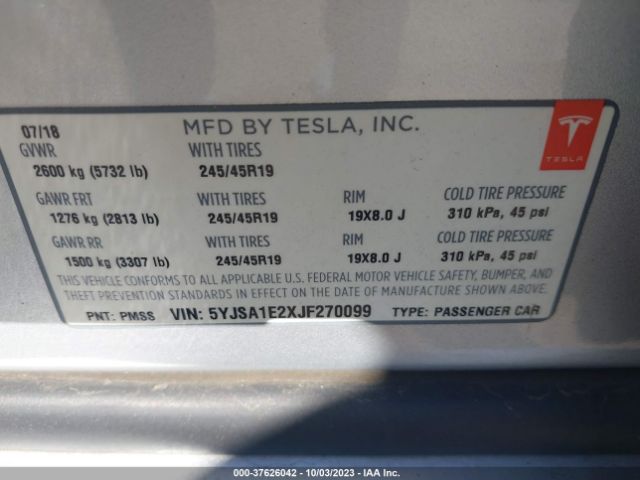 07/18 MFD BY TESLA, INC.
GVWR WITH TIRES
2600 kg (5732 lb) 245/45R19
TESLA
GAWR FRT WITH TIRES RIM COLD TIRE PRESSURE
1276 kg (2813 lb) 245/45R19 19X8.0 J 310 kPa, 45 psi
GAWR RR WITH TIRES RIM COLD TIRE PRESSURE
1500 kg (3307 lb) 245/45R19 19X8.0 J 310 kPa, 45 psi
THIS VEHICLE CONFORMS TO ALL APPLICABLE U.S. FEDERAL MOTOR VEHICLE SAFETY, BUMPER, AND
THEFT PREVENTION STANDARDS IN EFFECT ON THE DATE OF MANUFACTURE SHOWN ABOVE.
PNT: PMSS VIN: 5YJSA1E2XJF270099 TYPE: PASSENGER CAR
000-37626042 - 10/03/2023 - IAA Inc.